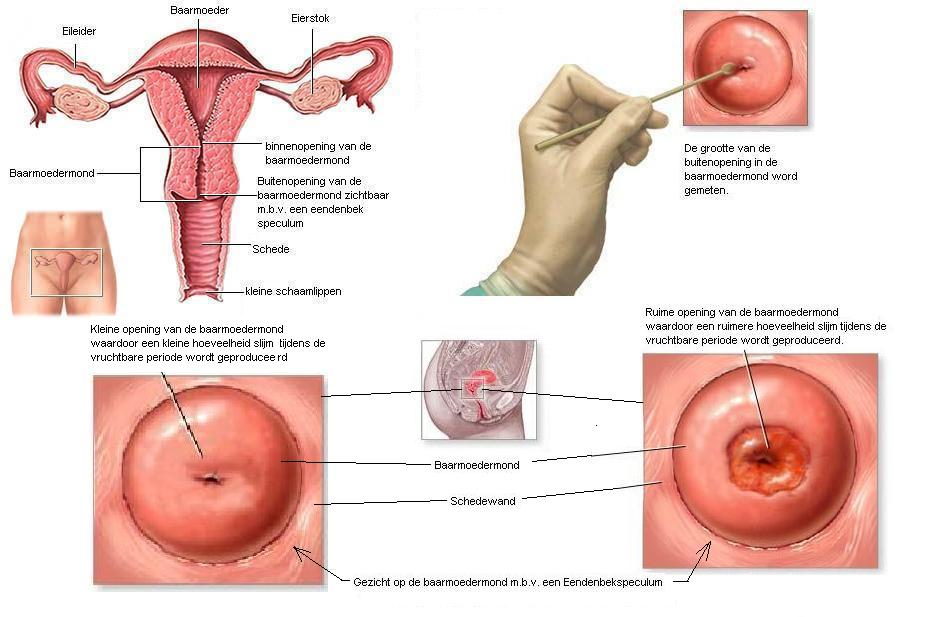 Baarmoeder
Eierstok
Eileider
binnenopening van de
baarmoedermond
Baarmoedermond
Buitenopening van de
baarmoedermond zichtbaar
m.b.v. een eendenbek
speculum
Schede
kleine schaamlippen
De grootte van de
buitenopening in de
baarmoedermond word
gemeten.
Kleine opening van de baarmoedermond
waardoor een kleine hoeveelheid slijm tijdens de
vruchtbare periode wordt geproduceerd
Ruime opening van de baarmoedermond
waardoor een ruimere hoeveelheid slijm tijdens de
vruchtbare periode wordt geproduceerd.
Baarmoedermond
Schedewand
Gezicht op de baarmoedermond m.b.v. een Eendenbekspeculum